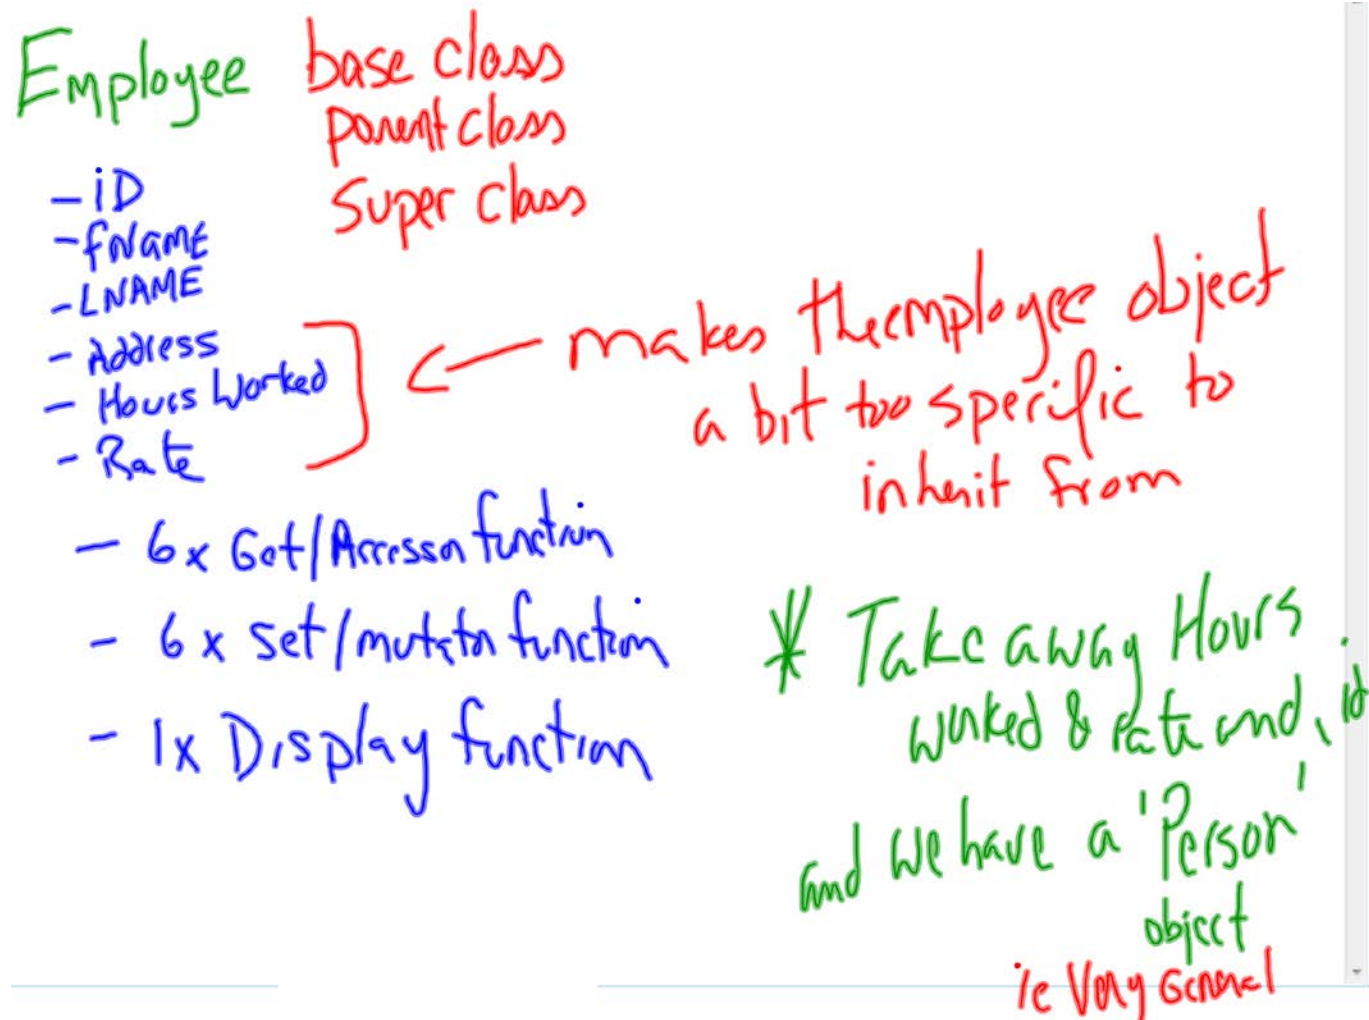 Employee
base class
parent class
Super class
- iD
- fNAME
- LNAME
- Address
- Hours Worked
- Rate
makes the employee object
a bit too specific to
inherit from
- 6x Get/Accessor function
- 6 x set/mutator function
- 1x Display function
* Take away Hours
worked & rate and, id
and we have a 'Person'
object
ie Very General